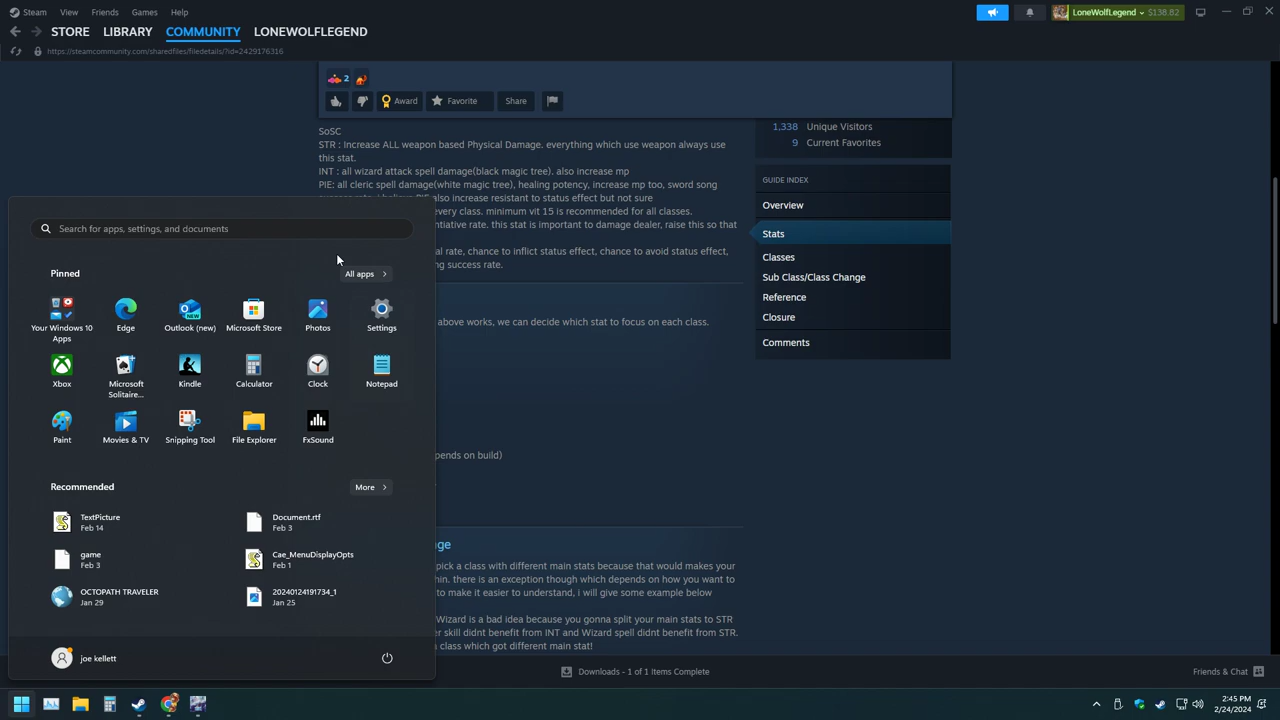 Steam View Friends Games Help
LoneWolfLegend $138.82
STORE LIBRARY COMMUNITY LONEWOLFLEGEND
https://steamcommunity.com/sharedfiles/filedetails/?id=2429176316
2
Award Favorite Share
SoSC
STR : Increase ALL weapon based Physical Damage. everything which use weapon always use
this stat.
INT : all wizard attack spell damage(black magic tree). also increase mp
PIE: all cleric spell damage(white magic tree), healing potency, increase mp too, sword song
also increase resistant to status effect but not sure
every class. minimum vit 15 is recommended for all classes.
entiative rate. this stat is important to damage dealer, raise this so that
al rate, chance to inflict status effect, chance to avoid status effect,
ng success rate.
above works, we can decide which stat to focus on each class.
pends on build)
ge
pick a class with different main stats because that would makes your
hin. there is an exception though which depends on how you want to
to make it easier to understand, i will give some example below
Wizard is a bad idea because you gonna split your main stats to STR
er skill didnt benefit from INT and Wizard spell didnt benefit from STR.
a class which got different main stat!
1,338 Unique Visitors
9 Current Favorites
GUIDE INDEX
Overview
Stats
Classes
Sub Class/Class Change
Reference
Closure
Comments
Search for apps, settings, and documents
Pinned
All apps >
Your Windows 10 Apps
Edge
Outlook (new)
Microsoft Store
Photos
Settings
Xbox
Microsoft Solitaire...
Kindle
Calculator
Clock
Notepad
Paint
Movies & TV
Snipping Tool
File Explorer
FxSound
Recommended
More >
TextPicture
Feb 14
Document.rtf
Feb 3
game
Feb 3
Cae_MenuDisplayOpts
Feb 1
OCTOPATH TRAVELER
Jan 29
20240124191734_1
Jan 25
joe kellett
Downloads - 1 of 1 Items Complete
Friends & Chat
2:45 PM
2/24/2024